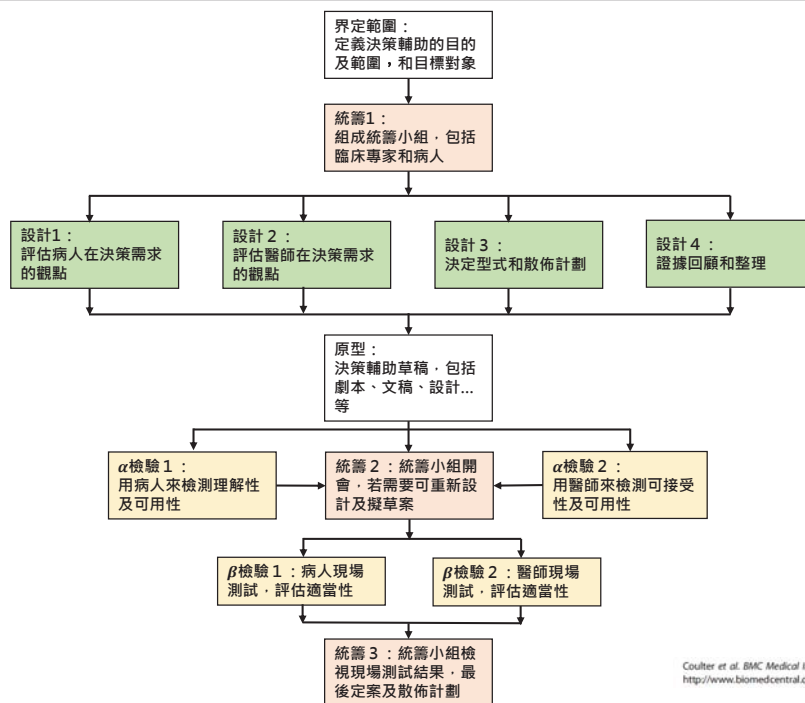 界定範圍：
定義決策輔助的目的
及範圍，和目標對象
統籌1：
組成統籌小組，包括
臨床專家和病人
設計1：
評估病人在決策需求
的觀點
設計2：
評估醫師在決策需求
的觀點
設計3：
決定型式和散佈計劃
設計4：
證據回顧和整理
原型：
決策輔助草稿，包括
劇本、文稿、設計...
等
α檢驗1：
用病人來檢測理解性
及可用性
統籌2：統籌小組開
會，若需要可重新設
計及擬草案
α檢驗2：
用醫師來檢測可接受
性及可用性
β檢驗1：病人現場
測試，評估適當性
β檢驗2：醫師現場
測試，評估適當性
統籌3：統籌小組檢
視現場測試結果，最
後定案及散佈計劃
Coulter et al. BMC Medical I
http://www.biomedcentral.c